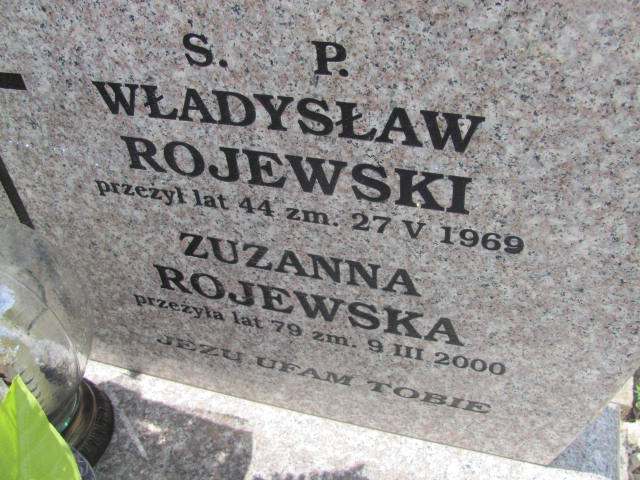 S. P.
WŁADYSŁAW
ROJEWSKI
przeżył lat 44 zm. 27 V 1969
ZUZANNA
ROJEWSKA
przeżyła lat 79 zm. 9 III 2000
JEZU UFAM TOBIE